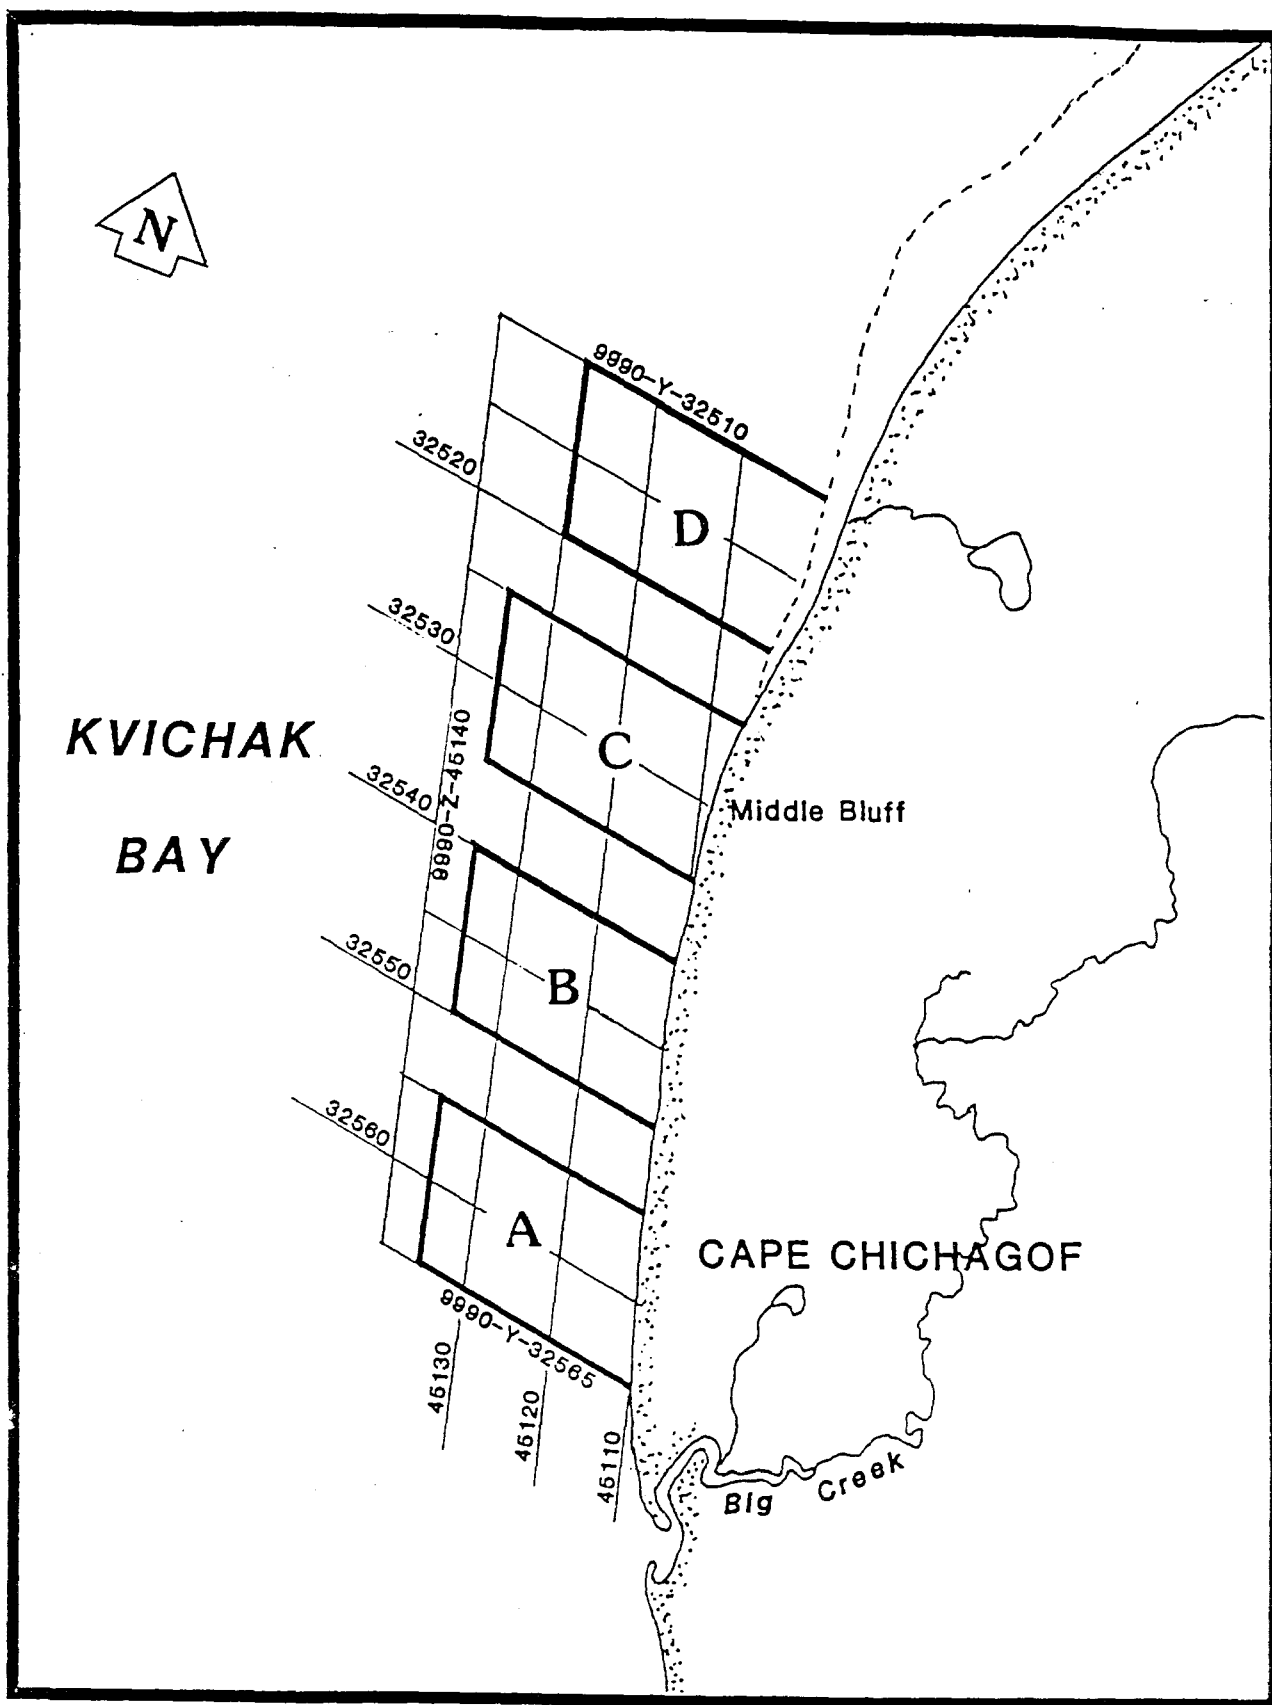 N
9990-Y-32510
32520
D
32530
KVICHAK
BAY
9990-Z-45140
C
32540
Middle Bluff
32550
B
32560
A
CAPE CHICHAGOF
9990-Y-32565
45130
45120
45110
Big Creek